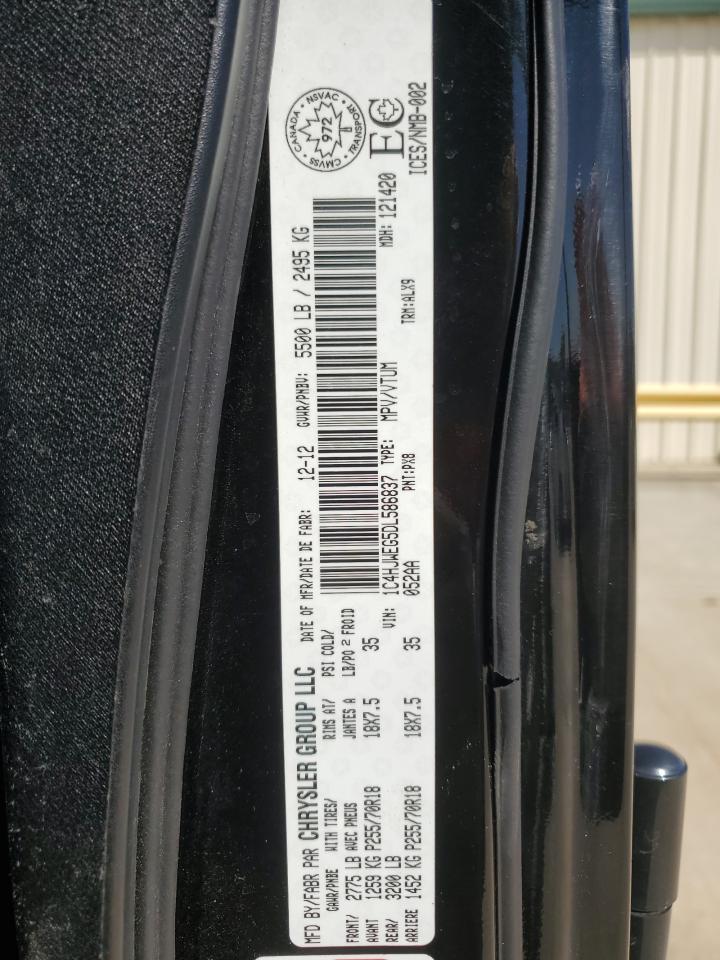 MFD BY/FABR PAR CHRYSLER GROUP LLC DATE OF MFR/DATE DE FABR: 12-12 GVWR/PNBV: 5500 LB / 2495 KG
GAWR/PNBE WITH TIRES/ RIMS AT/ PSI COLD/
FRONT/ 2775 LB AVEC PNEUS JANTES A LB/PO 2 FROID
AVANT 1259 KG P255/70R18 18X7.5 35
REAR/ 3200 LB VIN: 1C4HJWEG5DL586837 TYPE: MPV/VTUM MDH: 121420
ARRIERE 1452 KG P255/70R18 18X7.5 35 052AA PNT:PX8 TRM:ALX9
CANADA • NSVAC • TRANSPORT • CMVSS
972
EC
ICES/NMB-002